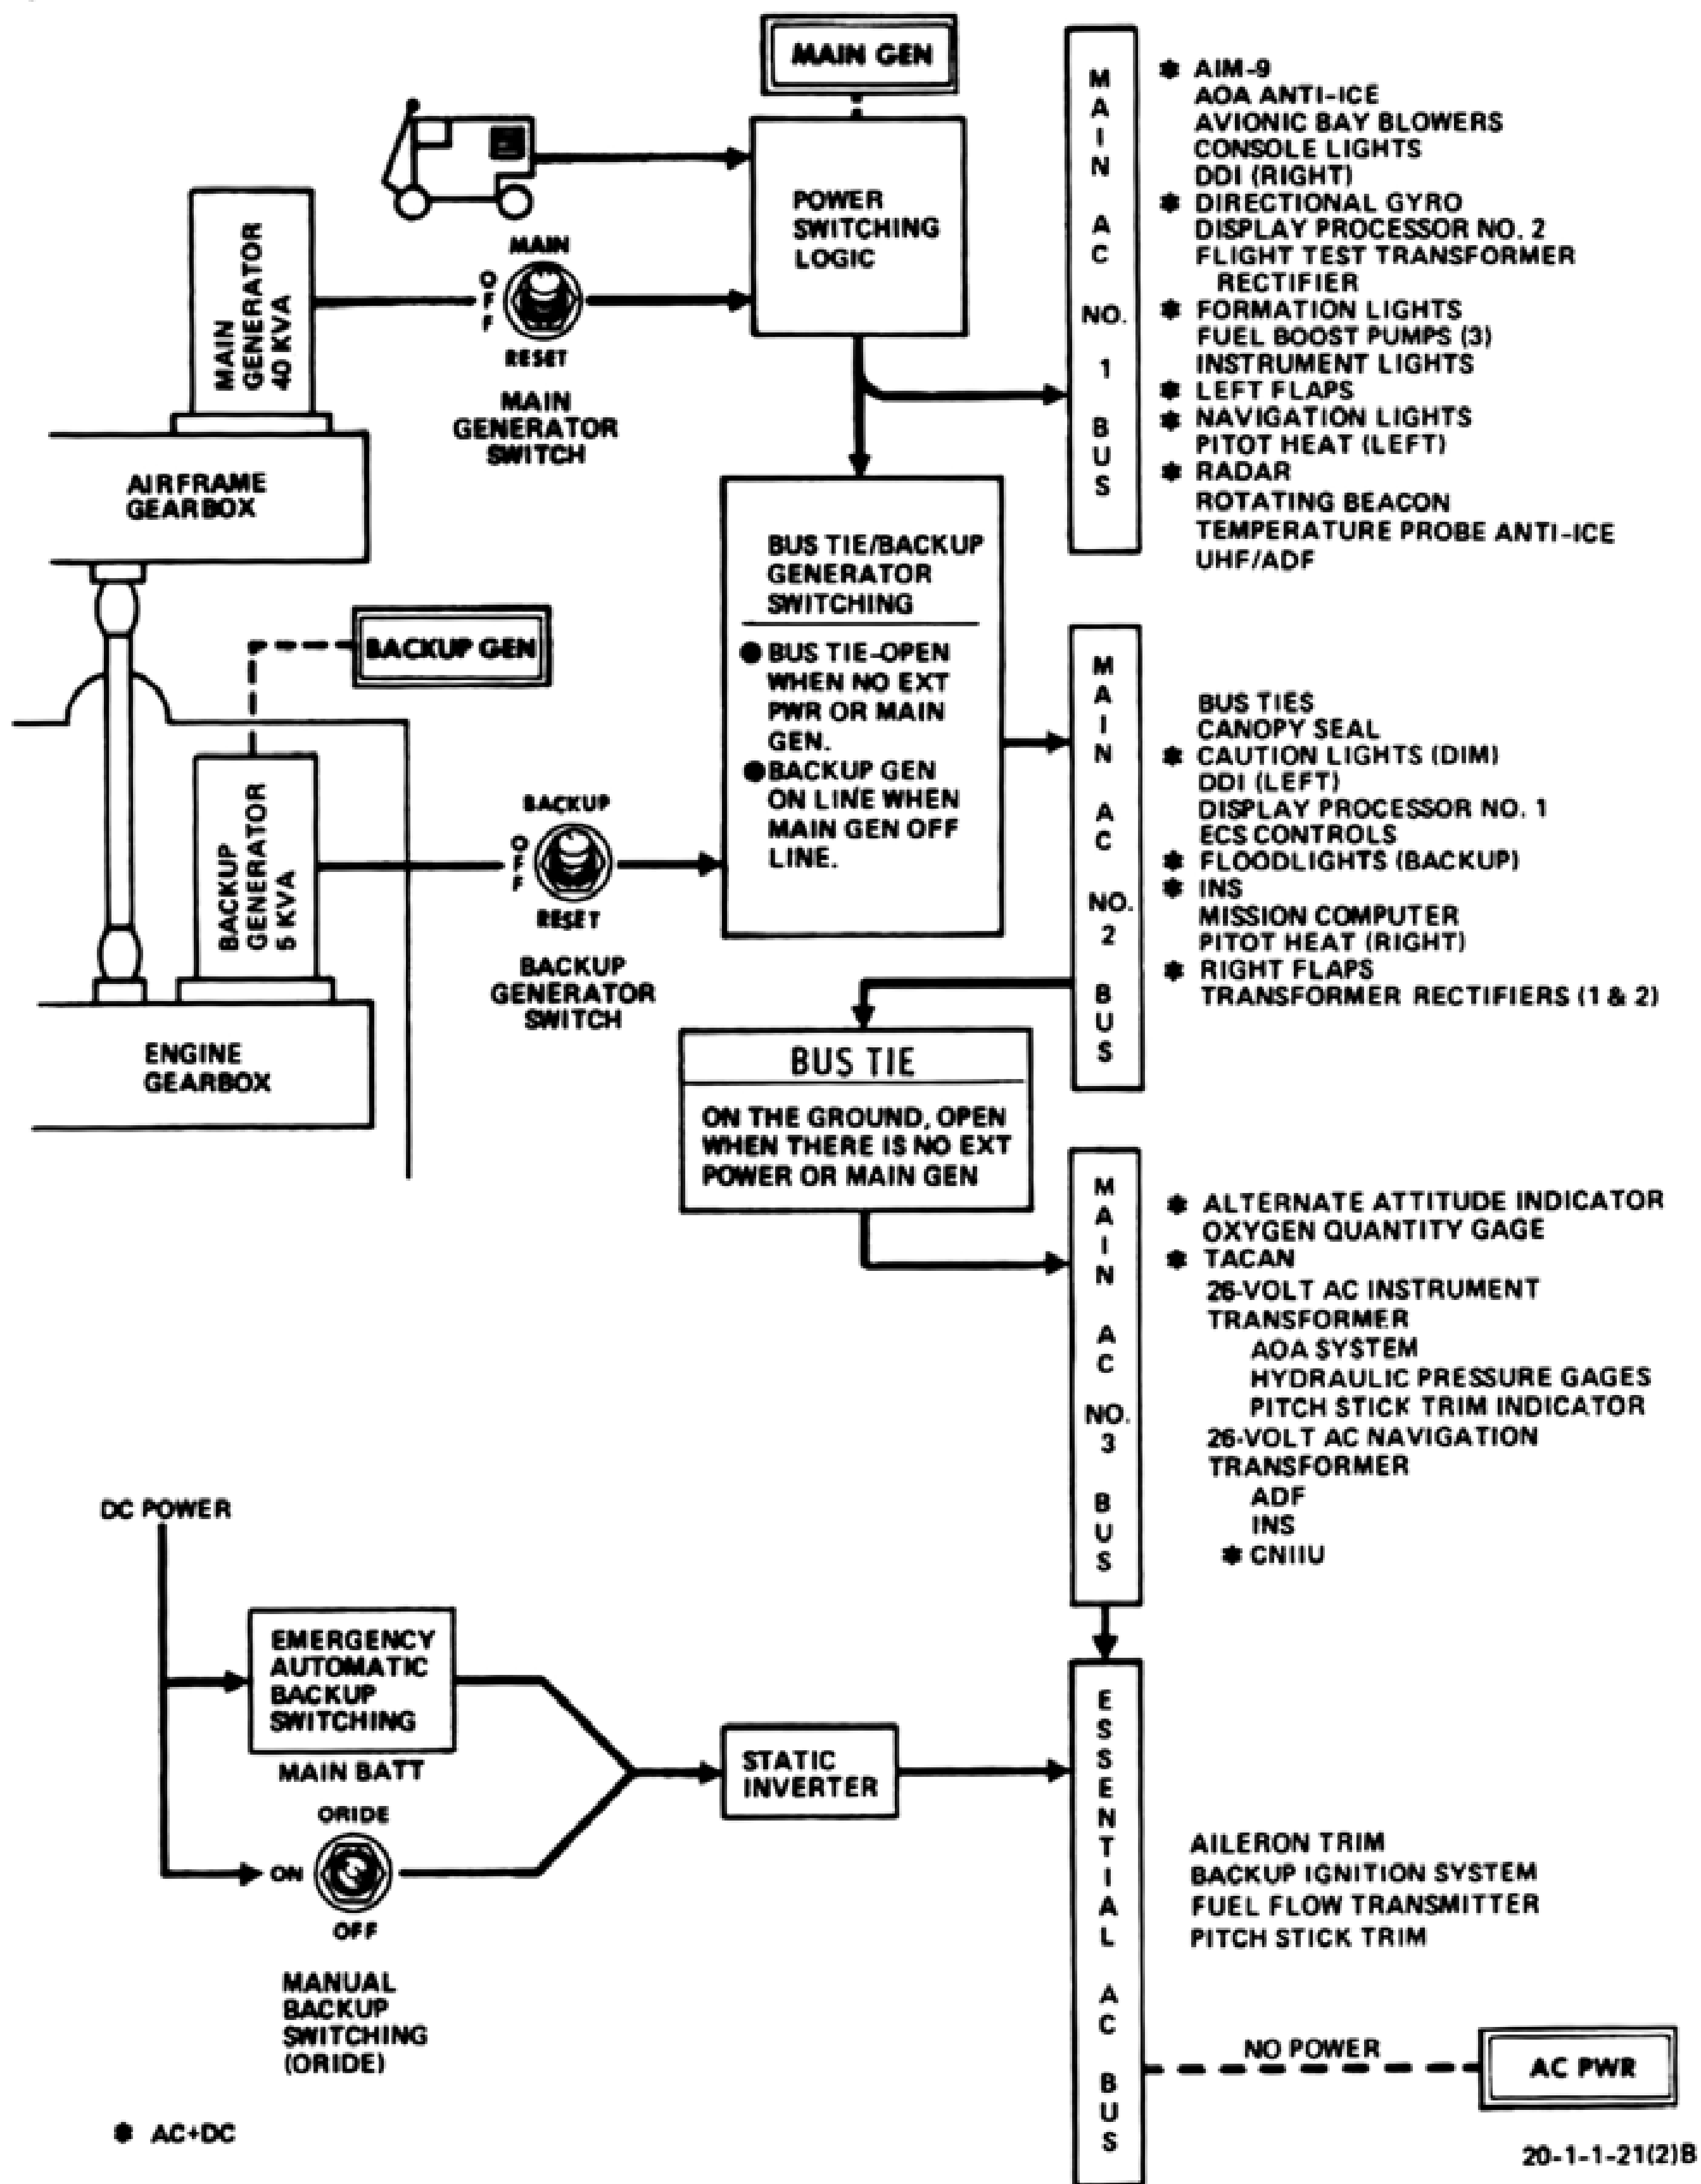 MAIN GEN
POWER
SWITCHING
LOGIC
MAIN
OFF
RESET
MAIN
GENERATOR
SWITCH
MAIN
GENERATOR
40 KVA
AIRFRAME
GEARBOX
MAIN AC NO. 1 BUS
✱ AIM-9
AOA ANTI-ICE
AVIONIC BAY BLOWERS
CONSOLE LIGHTS
DDI (RIGHT)
✱ DIRECTIONAL GYRO
DISPLAY PROCESSOR NO. 2
FLIGHT TEST TRANSFORMER
RECTIFIER
✱ FORMATION LIGHTS
FUEL BOOST PUMPS (3)
INSTRUMENT LIGHTS
✱ LEFT FLAPS
✱ NAVIGATION LIGHTS
PITOT HEAT (LEFT)
✱ RADAR
ROTATING BEACON
TEMPERATURE PROBE ANTI-ICE
UHF/ADF
BUS TIE/BACKUP
GENERATOR
SWITCHING
● BUS TIE-OPEN
WHEN NO EXT
PWR OR MAIN
GEN.
● BACKUP GEN
ON LINE WHEN
MAIN GEN OFF
LINE.
BACKUP GEN
BACKUP
GENERATOR
5 KVA
BACKUP
OFF
RESET
BACKUP
GENERATOR
SWITCH
ENGINE
GEARBOX
MAIN AC NO. 2 BUS
BUS TIES
CANOPY SEAL
✱ CAUTION LIGHTS (DIM)
DDI (LEFT)
DISPLAY PROCESSOR NO. 1
ECS CONTROLS
✱ FLOODLIGHTS (BACKUP)
✱ INS
MISSION COMPUTER
PITOT HEAT (RIGHT)
✱ RIGHT FLAPS
TRANSFORMER RECTIFIERS (1 & 2)
BUS TIE
ON THE GROUND, OPEN
WHEN THERE IS NO EXT
POWER OR MAIN GEN
MAIN AC NO. 3 BUS
✱ ALTERNATE ATTITUDE INDICATOR
OXYGEN QUANTITY GAGE
✱ TACAN
26-VOLT AC INSTRUMENT
TRANSFORMER
AOA SYSTEM
HYDRAULIC PRESSURE GAGES
PITCH STICK TRIM INDICATOR
26-VOLT AC NAVIGATION
TRANSFORMER
ADF
INS
✱ CNIIU
DC POWER
EMERGENCY
AUTOMATIC
BACKUP
SWITCHING
MAIN BATT
ORIDE
ON
OFF
MANUAL
BACKUP
SWITCHING
(ORIDE)
STATIC
INVERTER
ESSENTIAL AC BUS
AILERON TRIM
BACKUP IGNITION SYSTEM
FUEL FLOW TRANSMITTER
PITCH STICK TRIM
NO POWER
AC PWR
✱ AC+DC
20-1-1-21(2)B